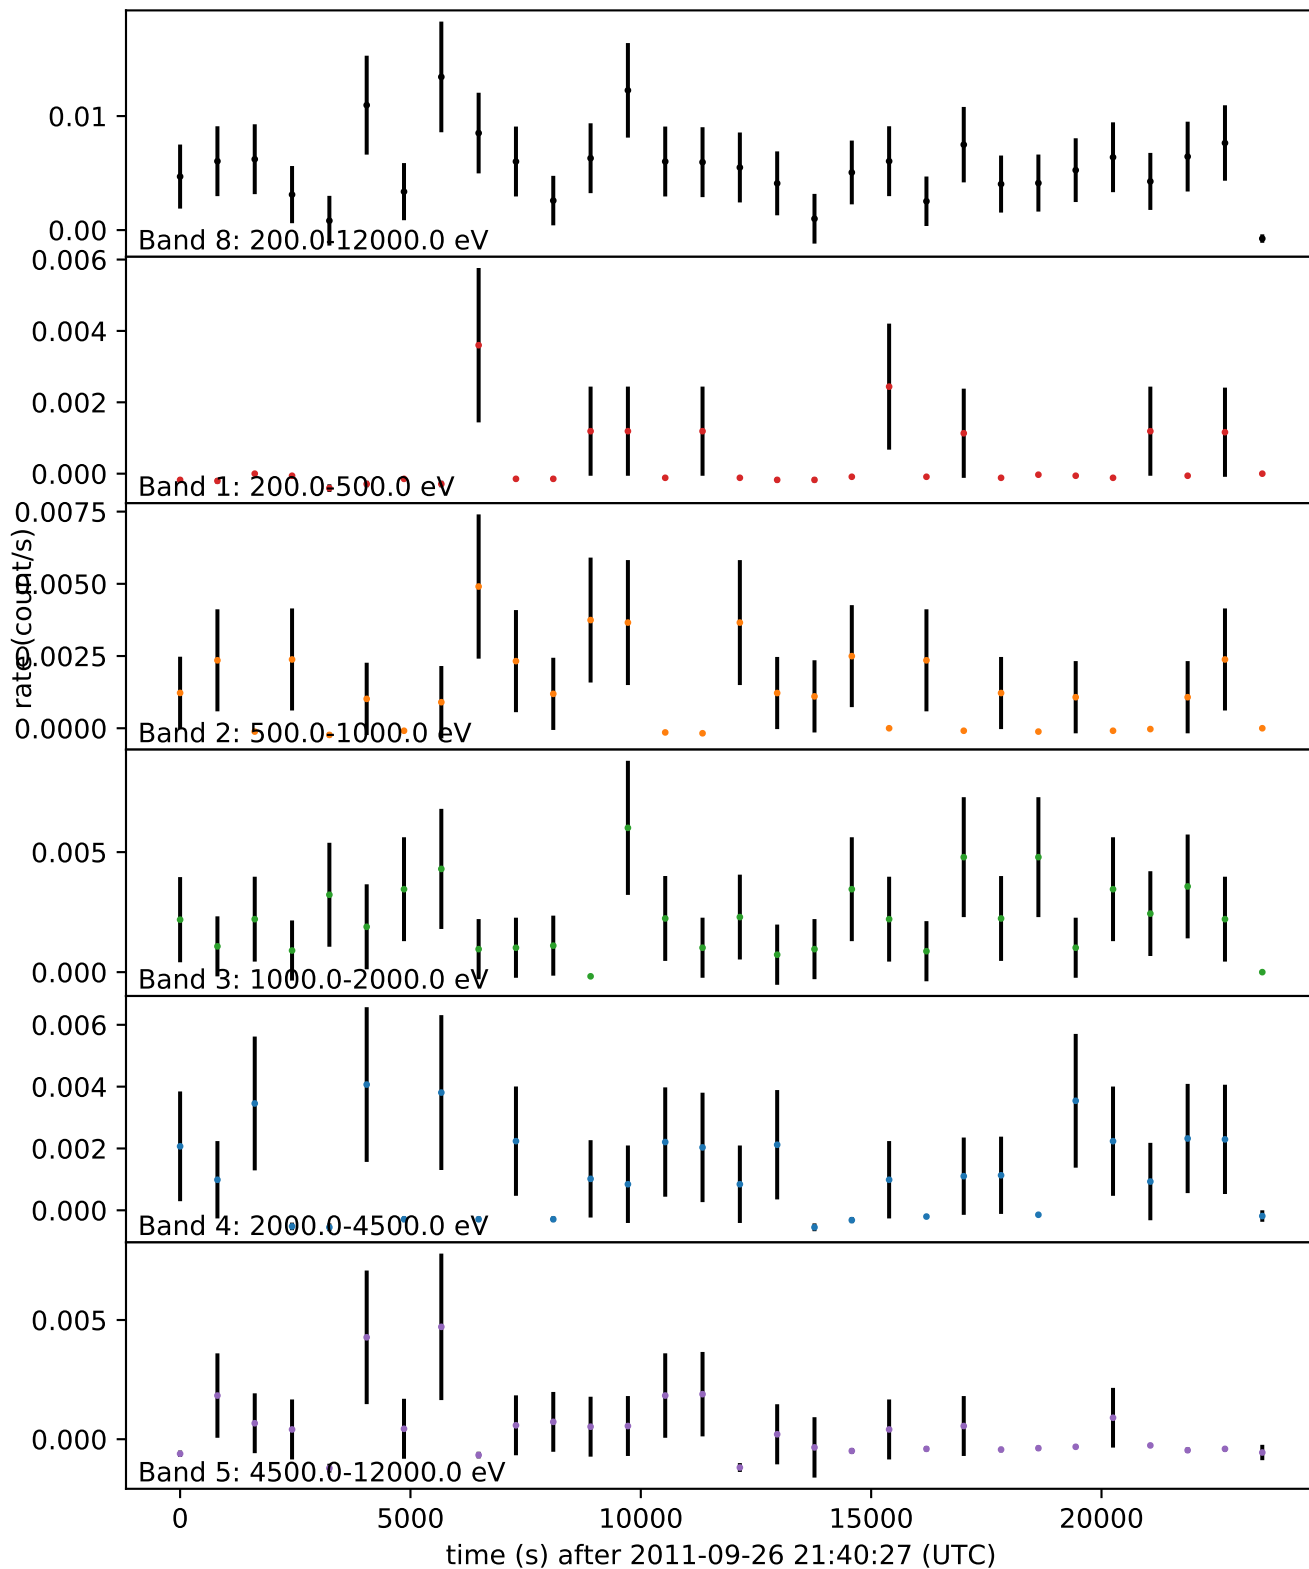 0.01
0.00
Band 8: 200.0-12000.0 eV
0.006
0.004
0.002
0.000
Band 1: 200.0-500.0 eV
rate (count/s)
0.0075
0.0050
0.0025
0.0000
Band 2: 500.0-1000.0 eV
0.005
0.000
Band 3: 1000.0-2000.0 eV
0.006
0.004
0.002
0.000
Band 4: 2000.0-4500.0 eV
0.005
0.000
Band 5: 4500.0-12000.0 eV
0 5000 10000 15000 20000
time (s) after 2011-09-26 21:40:27 (UTC)